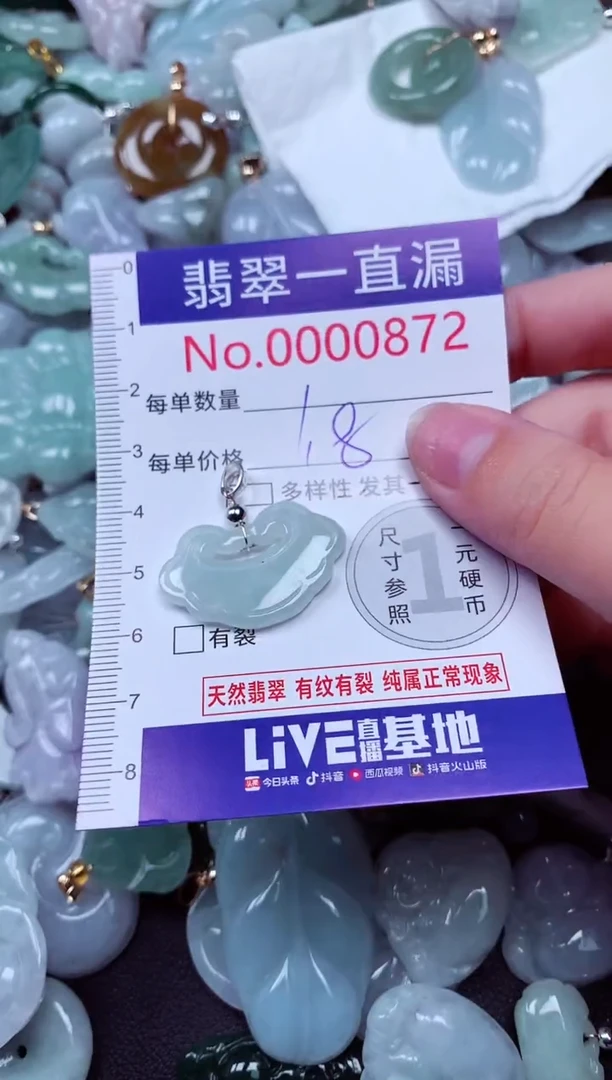 翡翠一直漏
No.0000872
每单数量
1.8
每单价格
多样性 发其
尺寸参照
1
一元硬币
有裂
天然翡翠 有纹有裂 纯属正常现象
LiVE直播基地
头条 今日头条 抖音 西瓜视频 抖音火山版
0
1
2
3
4
5
6
7
8